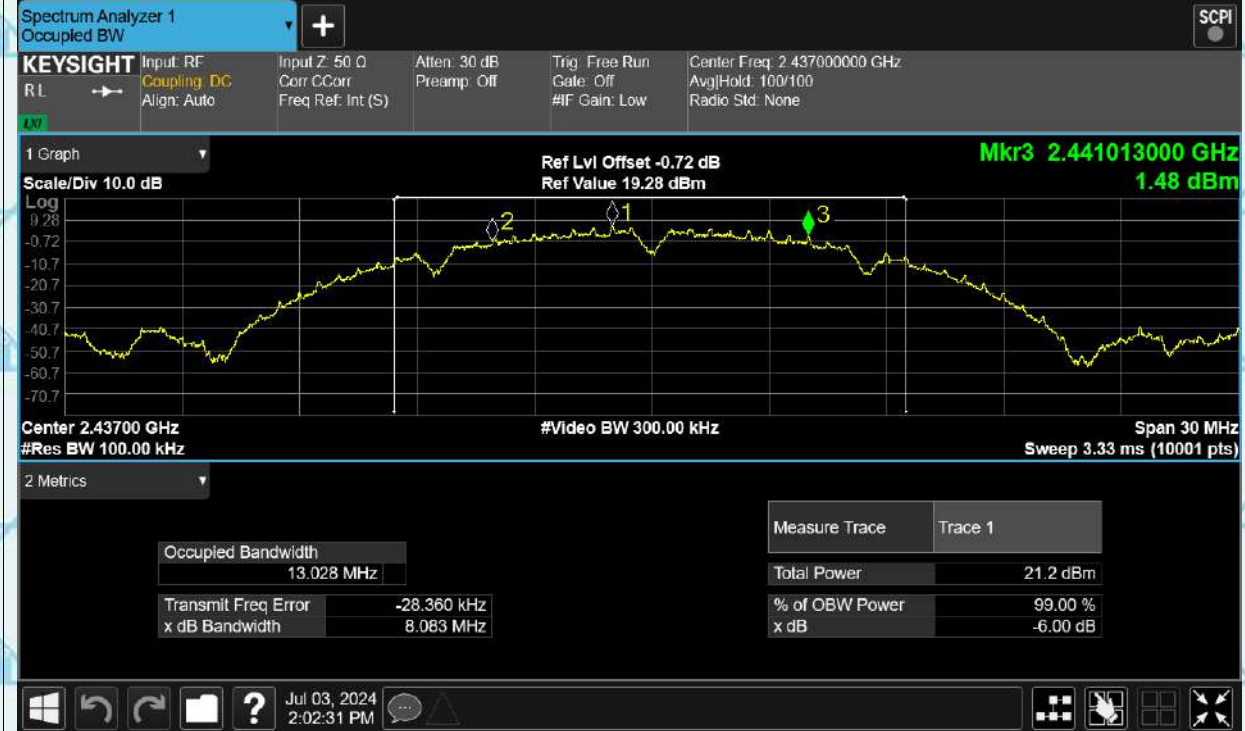 Spectrum Analyzer 1
Occupied BW
SCPI
KEYSIGHT
RL
LXI
Input: RF
Coupling: DC
Align: Auto
Input Z: 50 Ω
Corr CCorr
Freq Ref: Int (S)
Atten: 30 dB
Preamp: Off
Trig: Free Run
Gate: Off
#IF Gain: Low
Center Freq: 2.437000000 GHz
Avg|Hold: 100/100
Radio Std: None
1 Graph
Scale/Div 10.0 dB
Ref Lvl Offset -0.72 dB
Ref Value 19.28 dBm
Mkr3 2.441013000 GHz
1.48 dBm
Log
9.28
-0.72
-10.7
-20.7
-30.7
-40.7
-50.7
-60.7
-70.7
2
1
3
Center 2.43700 GHz
#Res BW 100.00 kHz
#Video BW 300.00 kHz
Span 30 MHz
Sweep 3.33 ms (10001 pts)
2 Metrics
Occupied Bandwidth
13.028 MHz
Transmit Freq Error -28.360 kHz
x dB Bandwidth 8.083 MHz
Measure Trace Trace 1
Total Power 21.2 dBm
% of OBW Power 99.00 %
x dB -6.00 dB
?
Jul 03, 2024
2:02:31 PM